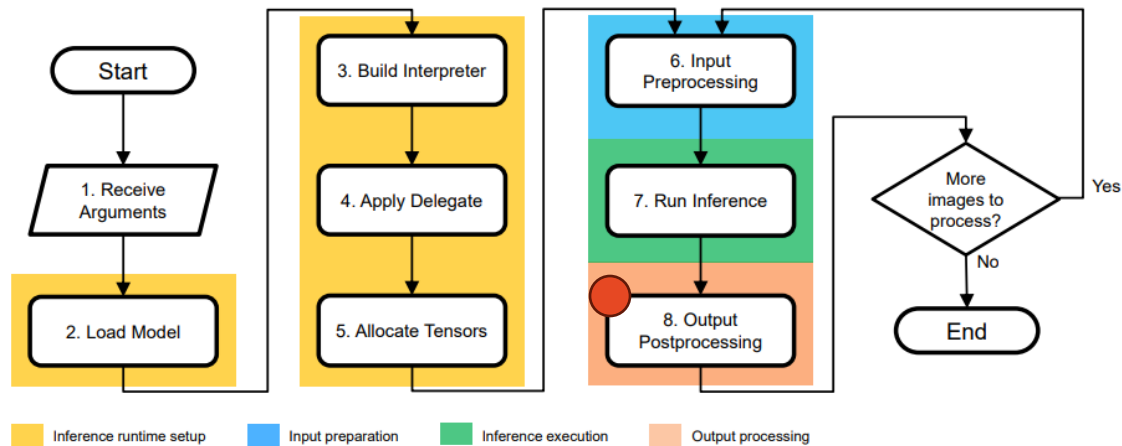 Start
1. Receive
Arguments
2. Load Model
3. Build Interpreter
4. Apply Delegate
5. Allocate Tensors
6. Input
Preprocessing
7. Run Inference
8. Output
Postprocessing
More
images to
process?
Yes
No
End
Inference runtime setup
Input preparation
Inference execution
Output processing